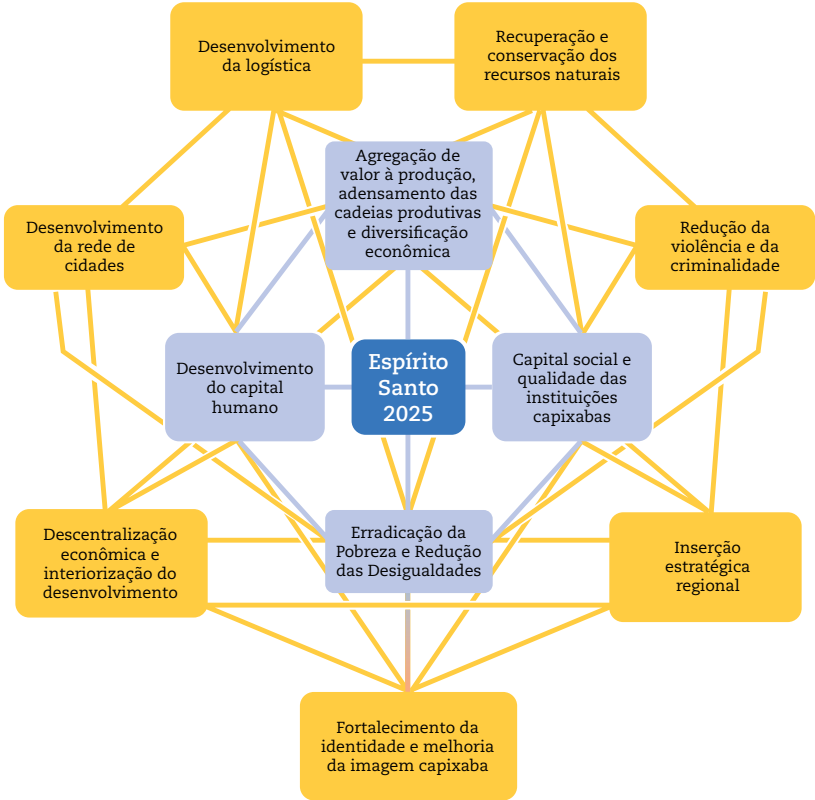 Desenvolvimento
da logística
Recuperação e
conservação dos
recursos naturais
Agregação de
valor à produção,
adensamento das
cadeias produtivas
e diversificação
econômica
Desenvolvimento
da rede de
cidades
Redução da
violência e da
criminalidade
Desenvolvimento
do capital
humano
Espírito
Santo
2025
Capital social e
qualidade das
instituições
capixabas
Descentralização
econômica e
interiorização do
desenvolvimento
Erradicação da
Pobreza e Redução
das Desigualdades
Inserção
estratégica
regional
Fortalecimento da
identidade e melhoria
da imagem capixaba